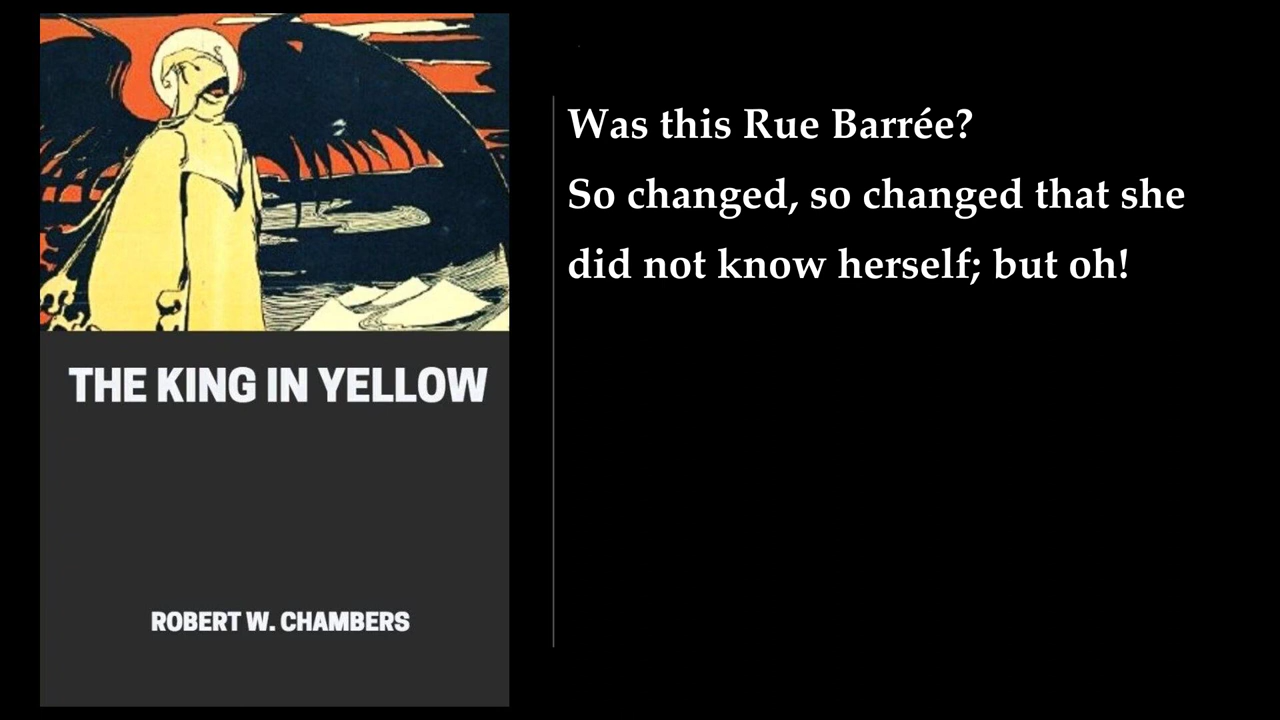 THE KING IN YELLOW
ROBERT W. CHAMBERS
Was this Rue Barrée?
So changed, so changed that she
did not know herself; but oh!